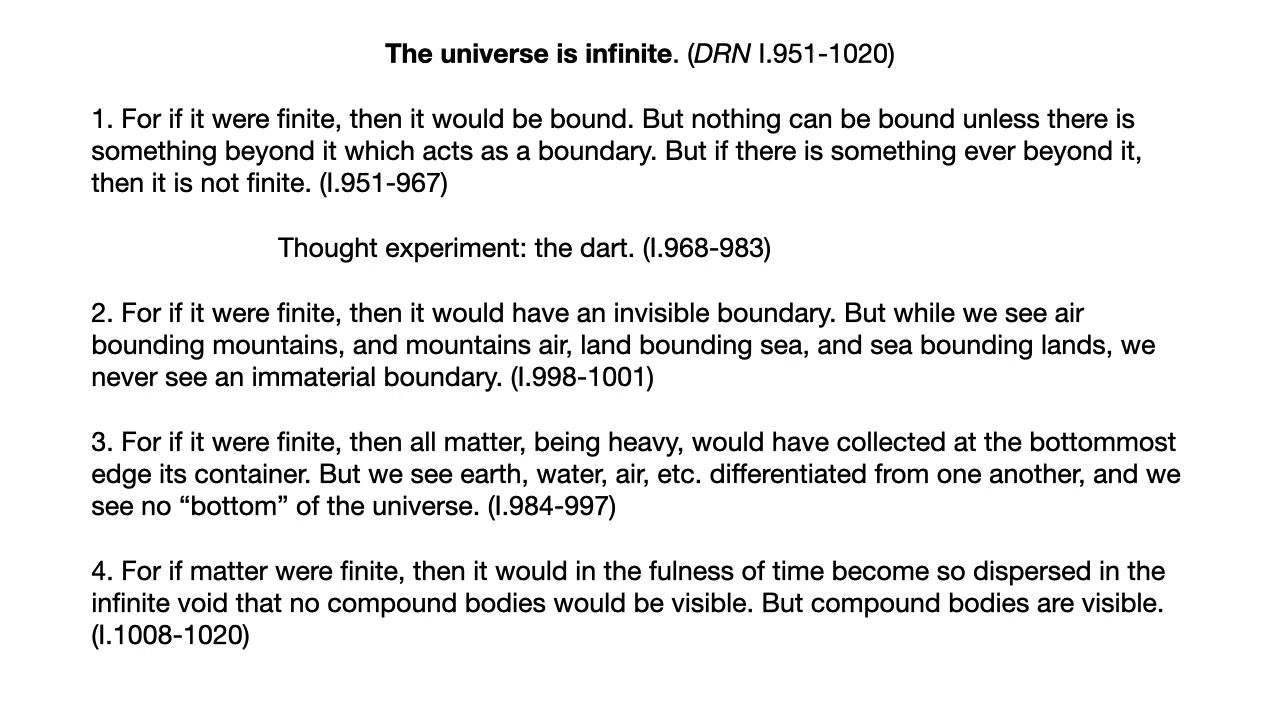 The universe is infinite. (DRN I.951-1020)
1. For if it were finite, then it would be bound. But nothing can be bound unless there is
something beyond it which acts as a boundary. But if there is something ever beyond it,
then it is not finite. (I.951-967)
Thought experiment: the dart. (I.968-983)
2. For if it were finite, then it would have an invisible boundary. But while we see air
bounding mountains, and mountains air, land bounding sea, and sea bounding lands, we
never see an immaterial boundary. (I.998-1001)
3. For if it were finite, then all matter, being heavy, would have collected at the bottommost
edge its container. But we see earth, water, air, etc. differentiated from one another, and we
see no “bottom” of the universe. (I.984-997)
4. For if matter were finite, then it would in the fulness of time become so dispersed in the
infinite void that no compound bodies would be visible. But compound bodies are visible.
(I.1008-1020)